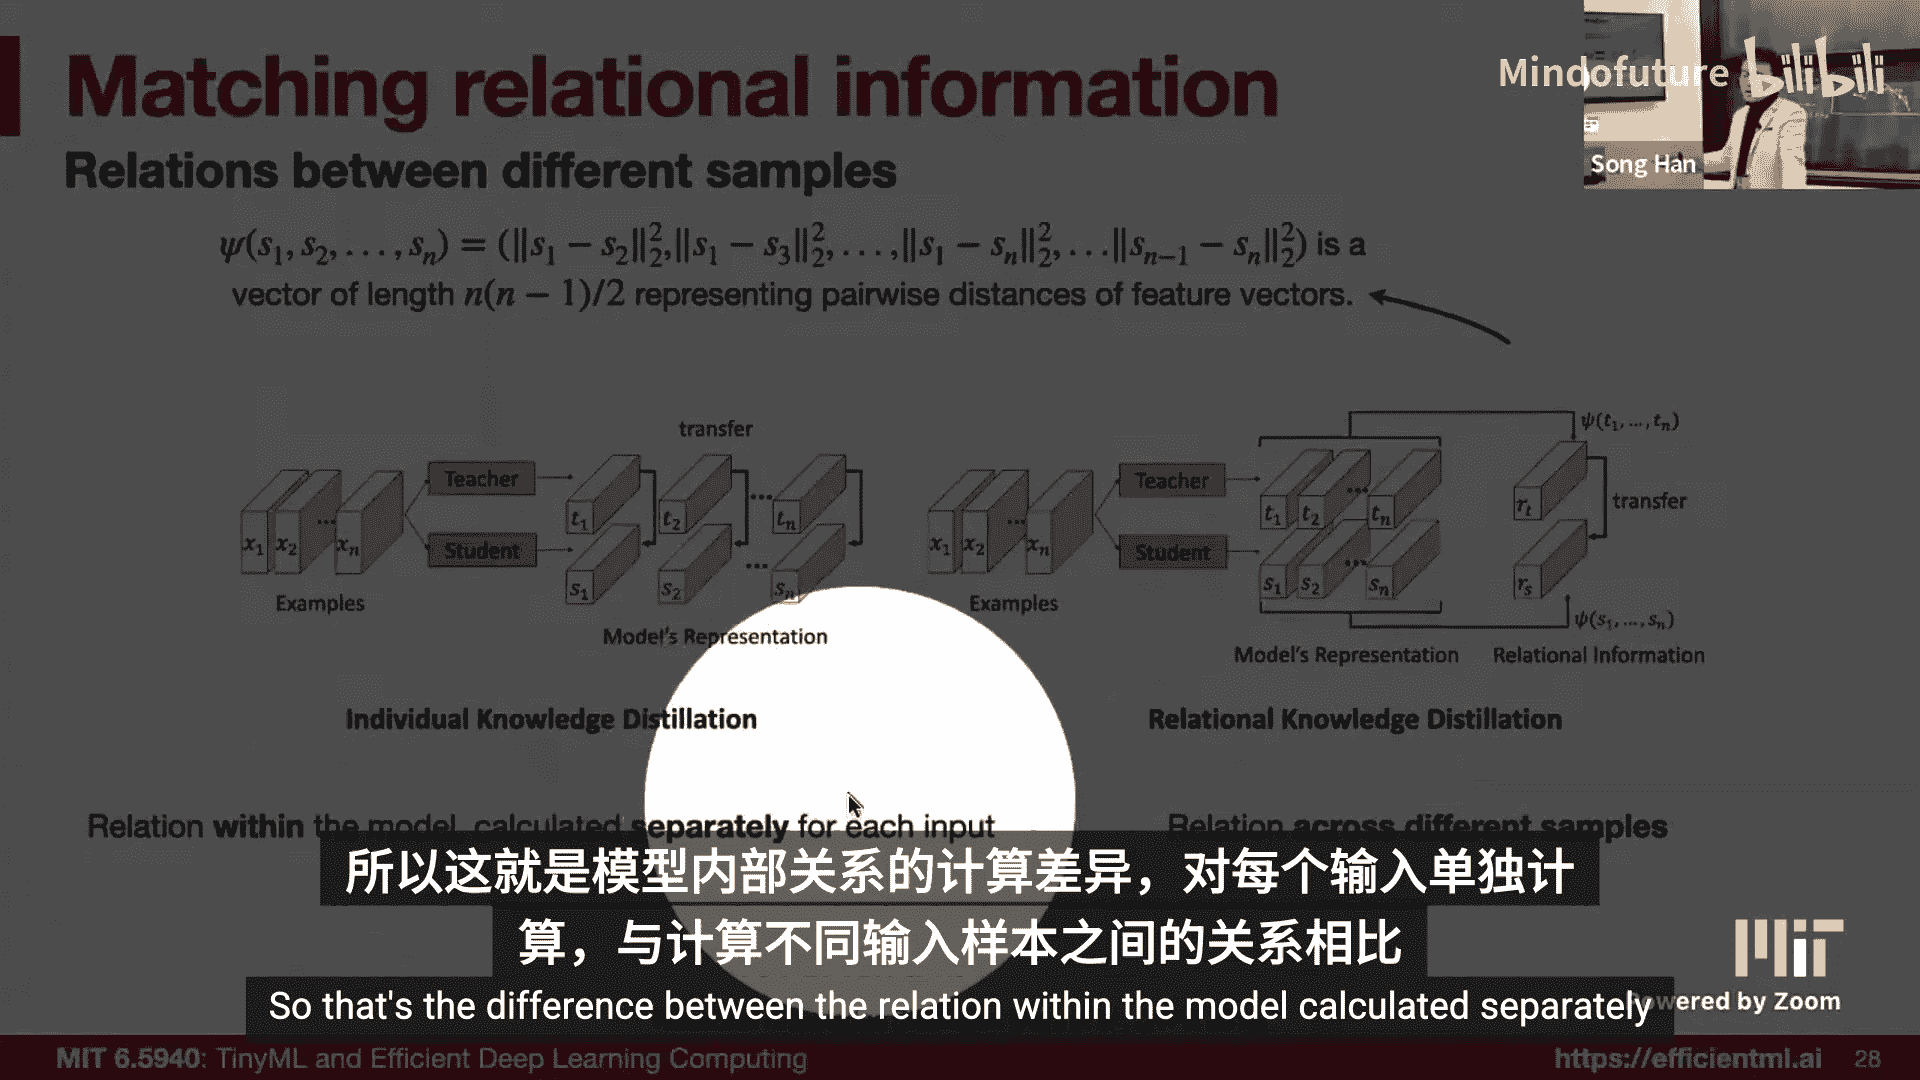 Matching relational information
Mindofuture bilibili
Song Han
Relations between different samples
ψ(s₁, s₂, . . . , sₙ) = (‖s₁ − s₂‖₂², ‖s₁ − s₃‖₂², . . . , ‖s₁ − sₙ‖₂², . . . ‖sₙ₋₁ − sₙ‖₂²) is a
vector of length n(n − 1)/2 representing pairwise distances of feature vectors.
transfer
Teacher
Student
x₁ x₂ ... xₙ
t₁ t₂ ... tₙ
s₁ s₂ ... sₙ
Examples
Model's Representation
Individual Knowledge Distillation
Relation within the model, calculated separately for each input
ψ(t₁, ..., tₙ)
Teacher
Student
x₁ x₂ ... xₙ
t₁ t₂ ... tₙ
s₁ s₂ ... sₙ
rₜ
transfer
rₛ
ψ(s₁, ..., sₙ)
Examples
Model's Representation
Relational Information
Relational Knowledge Distillation
Relation across different samples
所以这就是模型内部关系的计算差异，对每个输入单独计
算，与计算不同输入样本之间的关系相比
So that's the difference between the relation within the model calculated separately
MIT
Powered by Zoom
MIT 6.5940: TinyML and Efficient Deep Learning Computing
https://efficientml.ai
28